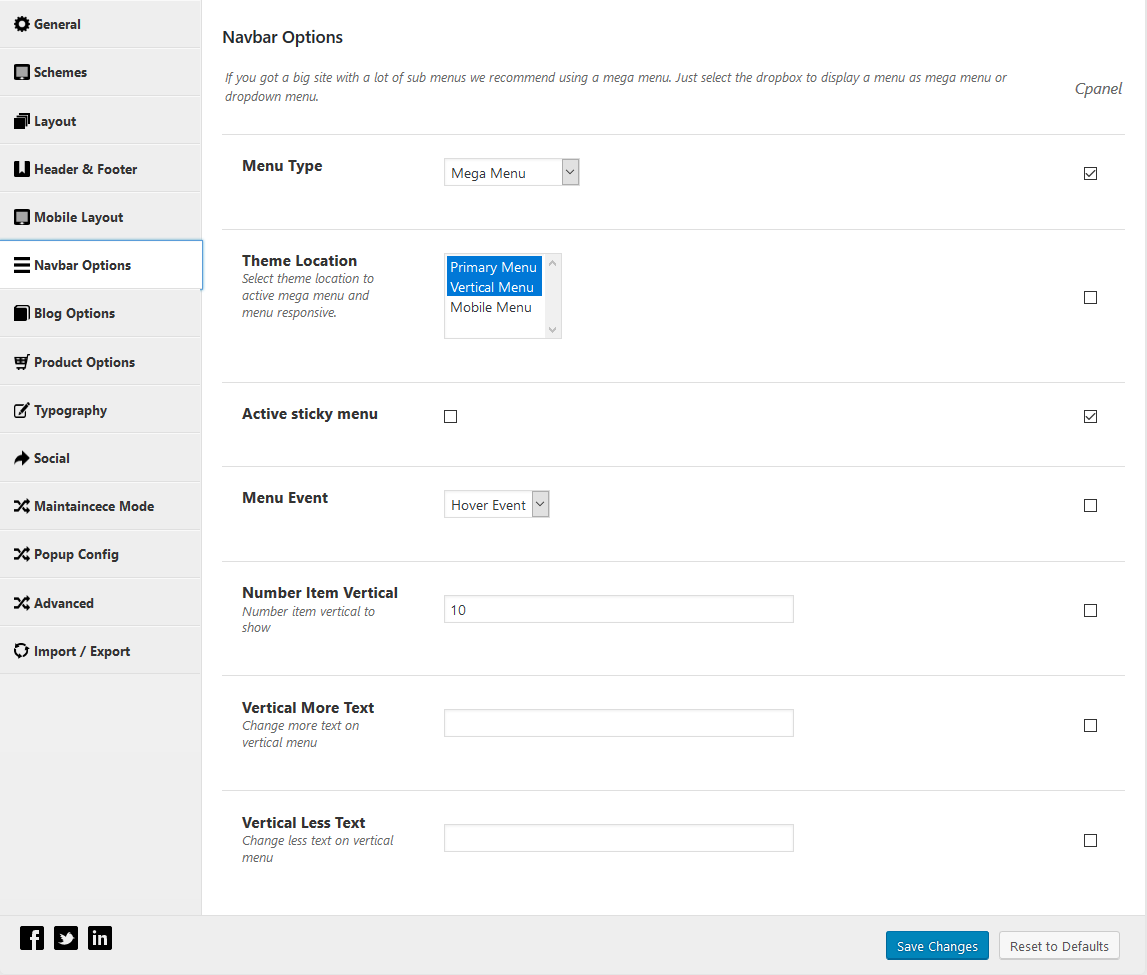 General
Schemes
Layout
Header & Footer
Mobile Layout
Navbar Options
Blog Options
Product Options
Typography
Social
Maintaincece Mode
Popup Config
Advanced
Import / Export
Navbar Options
If you got a big site with a lot of sub menus we recommend using a mega menu. Just select the dropbox to display a menu as mega menu or
dropdown menu.
Cpanel
Menu Type
Mega Menu
Theme Location
Select theme location to
active mega menu and
menu responsive.
Primary Menu
Vertical Menu
Mobile Menu
Active sticky menu
Menu Event
Hover Event
Number Item Vertical
Number item vertical to
show
10
Vertical More Text
Change more text on
vertical menu
Vertical Less Text
Change less text on vertical
menu
Save Changes
Reset to Defaults